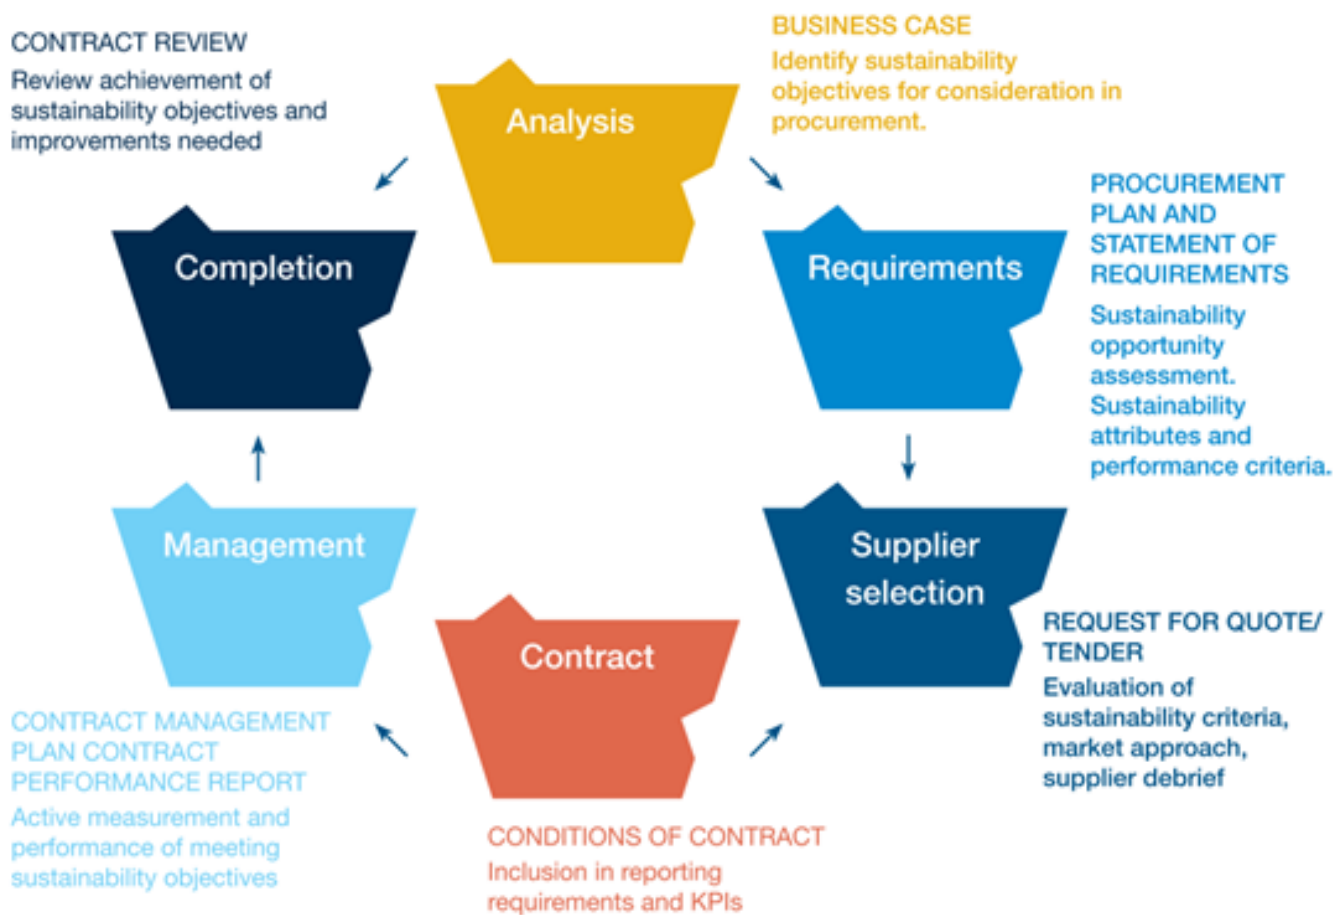 CONTRACT REVIEW
Review achievement of
sustainability objectives and
improvements needed
Analysis
BUSINESS CASE
Identify sustainability
objectives for consideration in
procurement.
Completion
Requirements
PROCUREMENT
PLAN AND
STATEMENT OF
REQUIREMENTS
Sustainability
opportunity
assessment.
Sustainability
attributes and
performance criteria.
Management
Supplier
selection
Contract
REQUEST FOR QUOTE/
TENDER
Evaluation of
sustainability criteria,
market approach,
supplier debrief
CONTRACT MANAGEMENT
PLAN CONTRACT
PERFORMANCE REPORT
Active measurement and
performance of meeting
sustainability objectives
CONDITIONS OF CONTRACT
Inclusion in reporting
requirements and KPIs